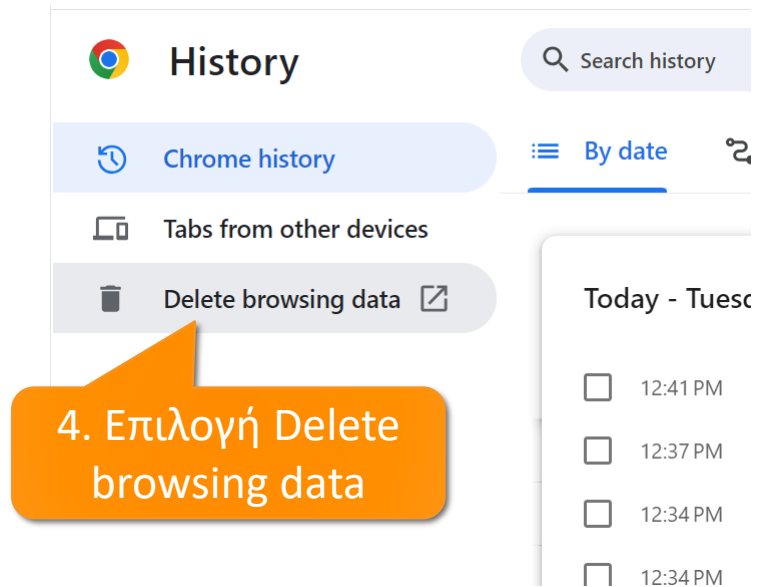 History
Search history
Chrome history
By date
Tabs from other devices
Delete browsing data
Today - Tuesd
12:41 PM
4. Επιλογή Delete
browsing data
12:37 PM
12:34 PM
12:34 PM